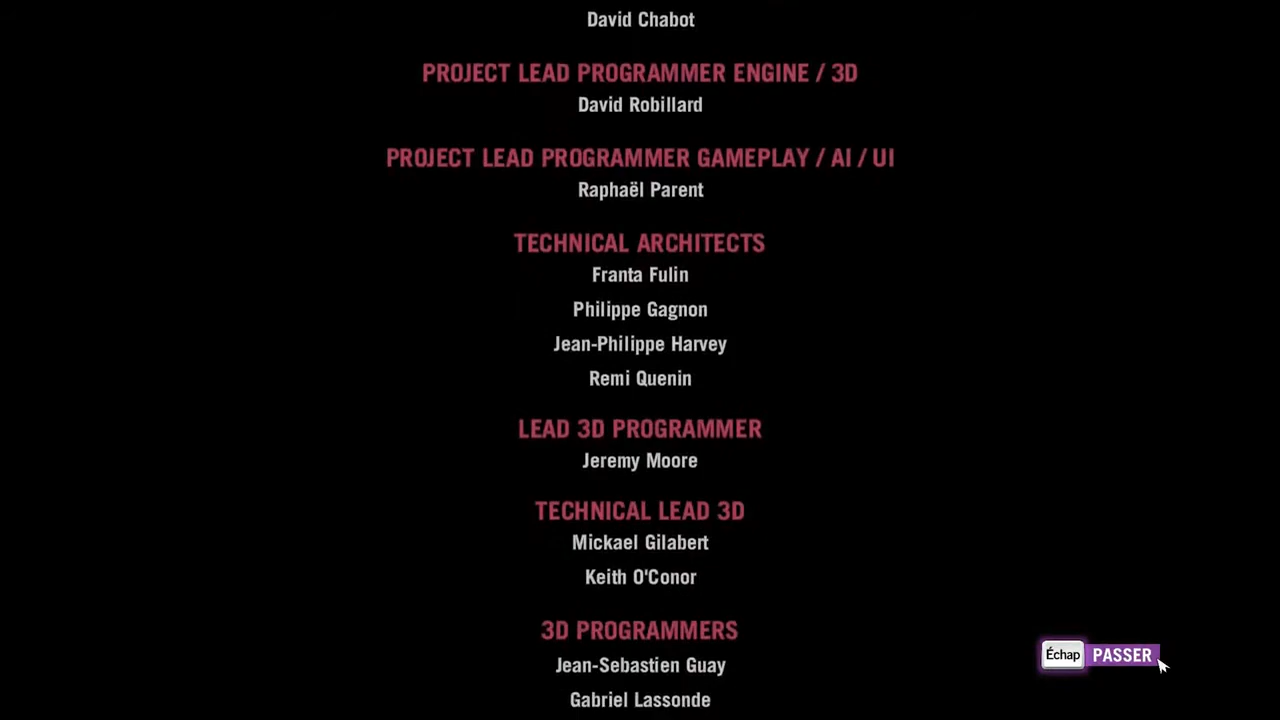 David Chabot
PROJECT LEAD PROGRAMMER ENGINE / 3D
David Robillard
PROJECT LEAD PROGRAMMER GAMEPLAY / AI / UI
Raphaël Parent
TECHNICAL ARCHITECTS
Franta Fulin
Philippe Gagnon
Jean-Philippe Harvey
Remi Quenin
LEAD 3D PROGRAMMER
Jeremy Moore
TECHNICAL LEAD 3D
Mickael Gilabert
Keith O'Conor
3D PROGRAMMERS
Jean-Sebastien Guay
Gabriel Lassonde
Échap PASSER